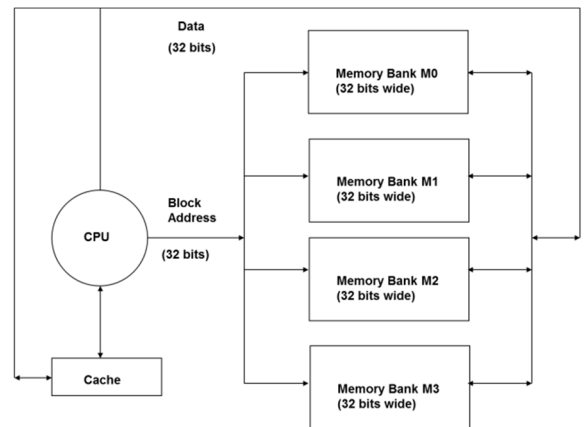 Data
(32 bits)
Memory Bank M0
(32 bits wide)
Memory Bank M1
(32 bits wide)
Block
Address
CPU
(32 bits)
Memory Bank M2
(32 bits wide)
Cache
Memory Bank M3
(32 bits wide)